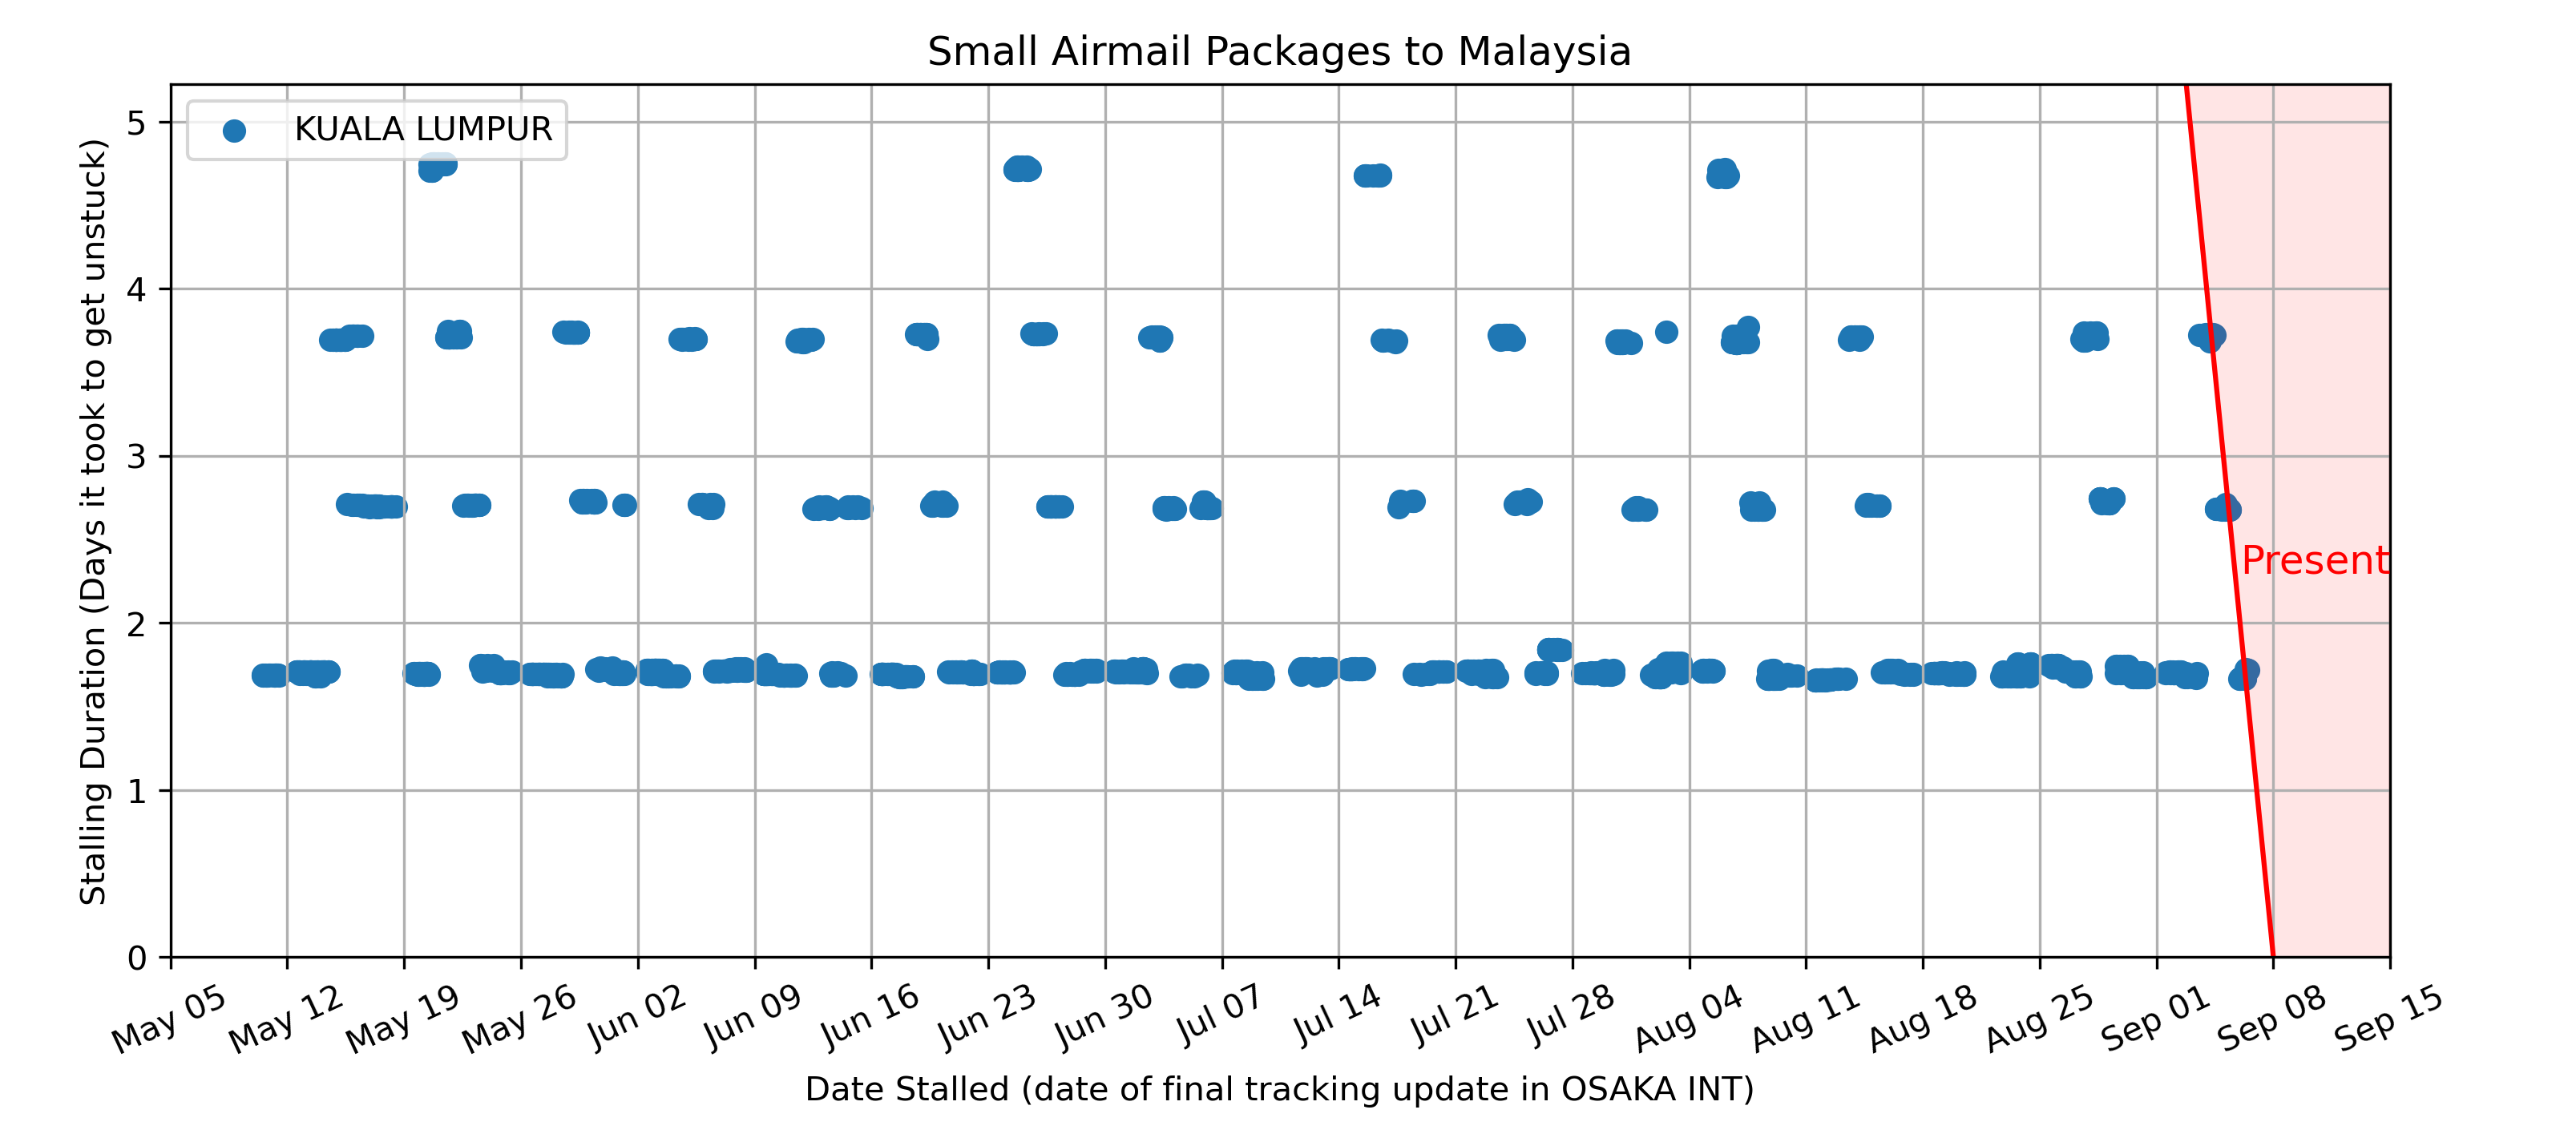 Small Airmail Packages to Malaysia
KUALA LUMPUR
Stalling Duration (Days it took to get unstuck)
5
4
3
2
1
0
Present
May 05
May 12
May 19
May 26
Jun 02
Jun 09
Jun 16
Jun 23
Jun 30
Jul 07
Jul 14
Jul 21
Jul 28
Aug 04
Aug 11
Aug 18
Aug 25
Sep 01
Sep 08
Sep 15
Date Stalled (date of final tracking update in OSAKA INT)